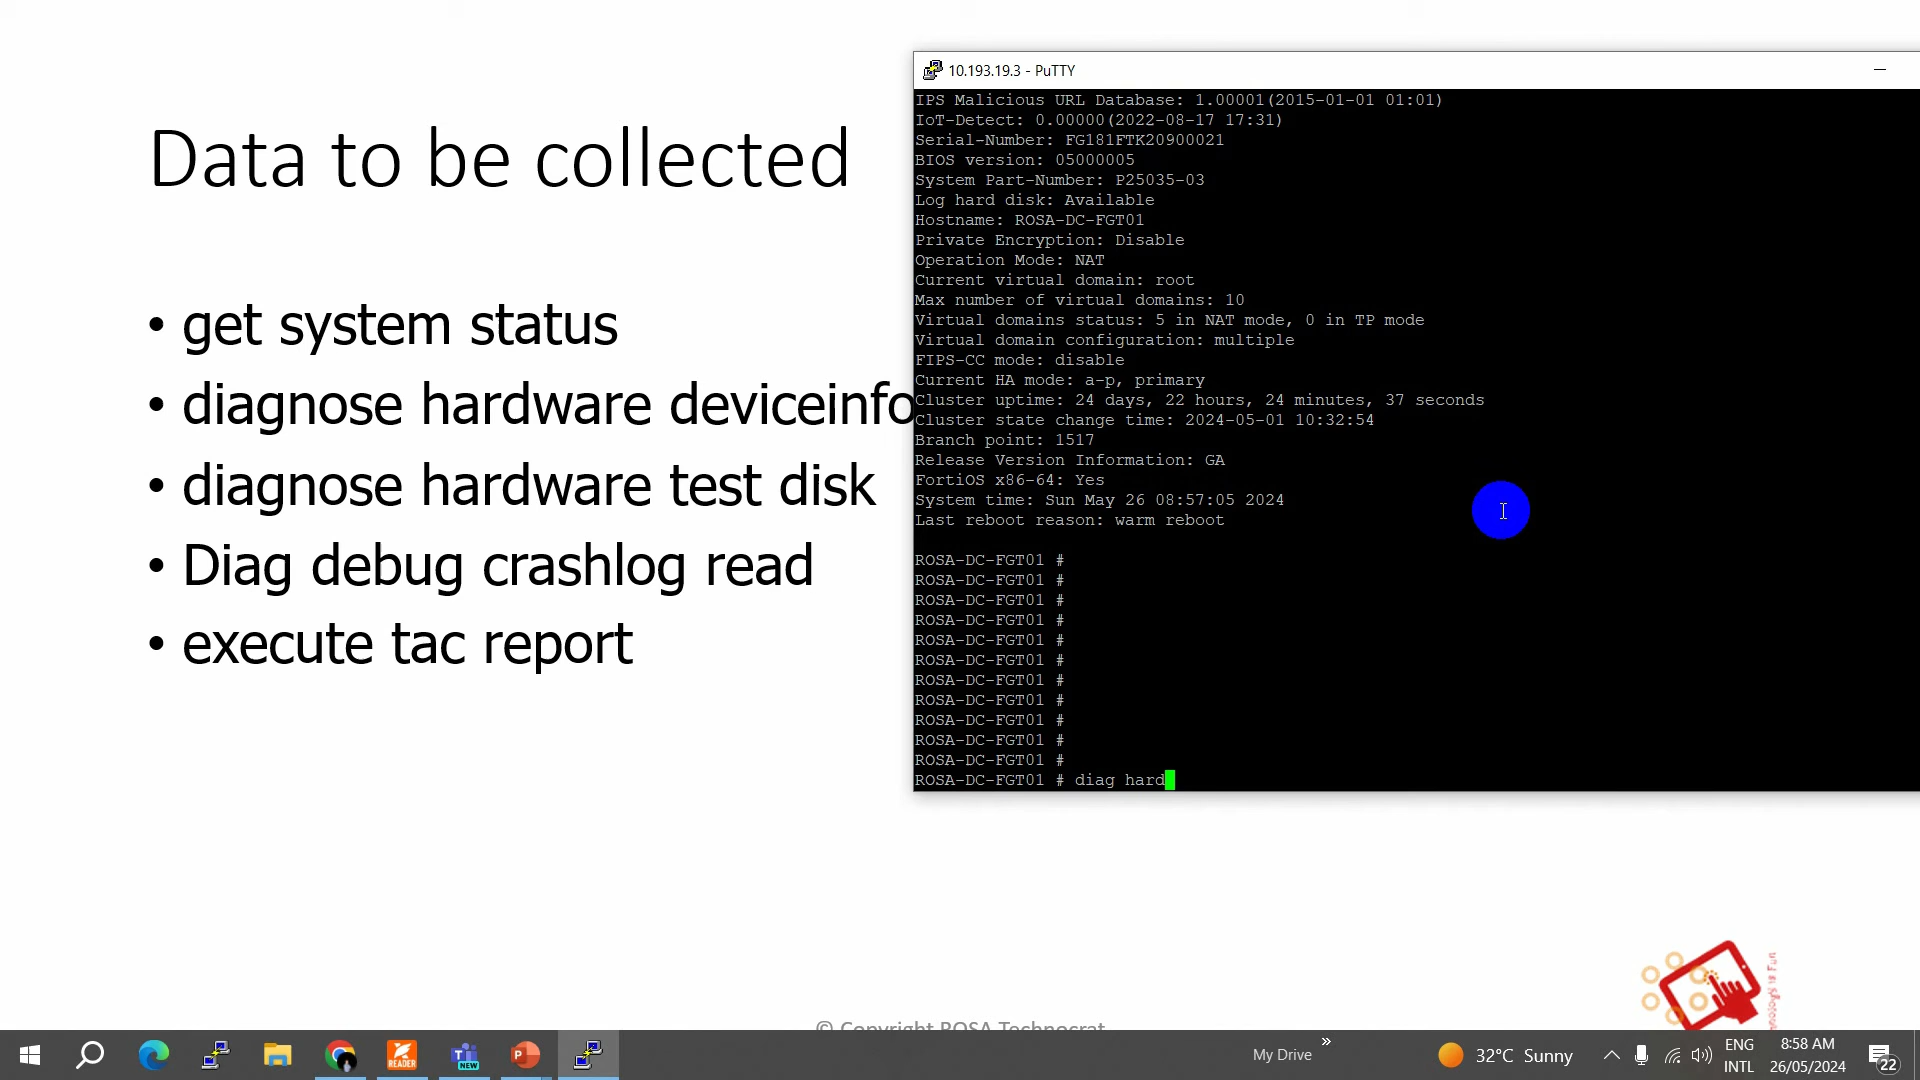 Data to be collected
• get system status
• diagnose hardware deviceinfo
• diagnose hardware test disk
• Diag debug crashlog read
• execute tac report
10.193.19.3 - PuTTY
IPS Malicious URL Database: 1.00001(2015-01-01 01:01)
IoT-Detect: 0.00000(2022-08-17 17:31)
Serial-Number: FG181FTK20900021
BIOS version: 05000005
System Part-Number: P25035-03
Log hard disk: Available
Hostname: ROSA-DC-FGT01
Private Encryption: Disable
Operation Mode: NAT
Current virtual domain: root
Max number of virtual domains: 10
Virtual domains status: 5 in NAT mode, 0 in TP mode
Virtual domain configuration: multiple
FIPS-CC mode: disable
Current HA mode: a-p, primary
Cluster uptime: 24 days, 22 hours, 24 minutes, 37 seconds
Cluster state change time: 2024-05-01 10:32:54
Branch point: 1517
Release Version Information: GA
FortiOS x86-64: Yes
System time: Sun May 26 08:57:05 2024
Last reboot reason: warm reboot
ROSA-DC-FGT01 #
ROSA-DC-FGT01 #
ROSA-DC-FGT01 #
ROSA-DC-FGT01 #
ROSA-DC-FGT01 #
ROSA-DC-FGT01 #
ROSA-DC-FGT01 #
ROSA-DC-FGT01 #
ROSA-DC-FGT01 #
ROSA-DC-FGT01 #
ROSA-DC-FGT01 #
ROSA-DC-FGT01 # diag hard
© Copyright ROSA Technocrat
READER
NEW
My Drive
»
32°C Sunny
ENG
INTL
8:58 AM
26/05/2024
22